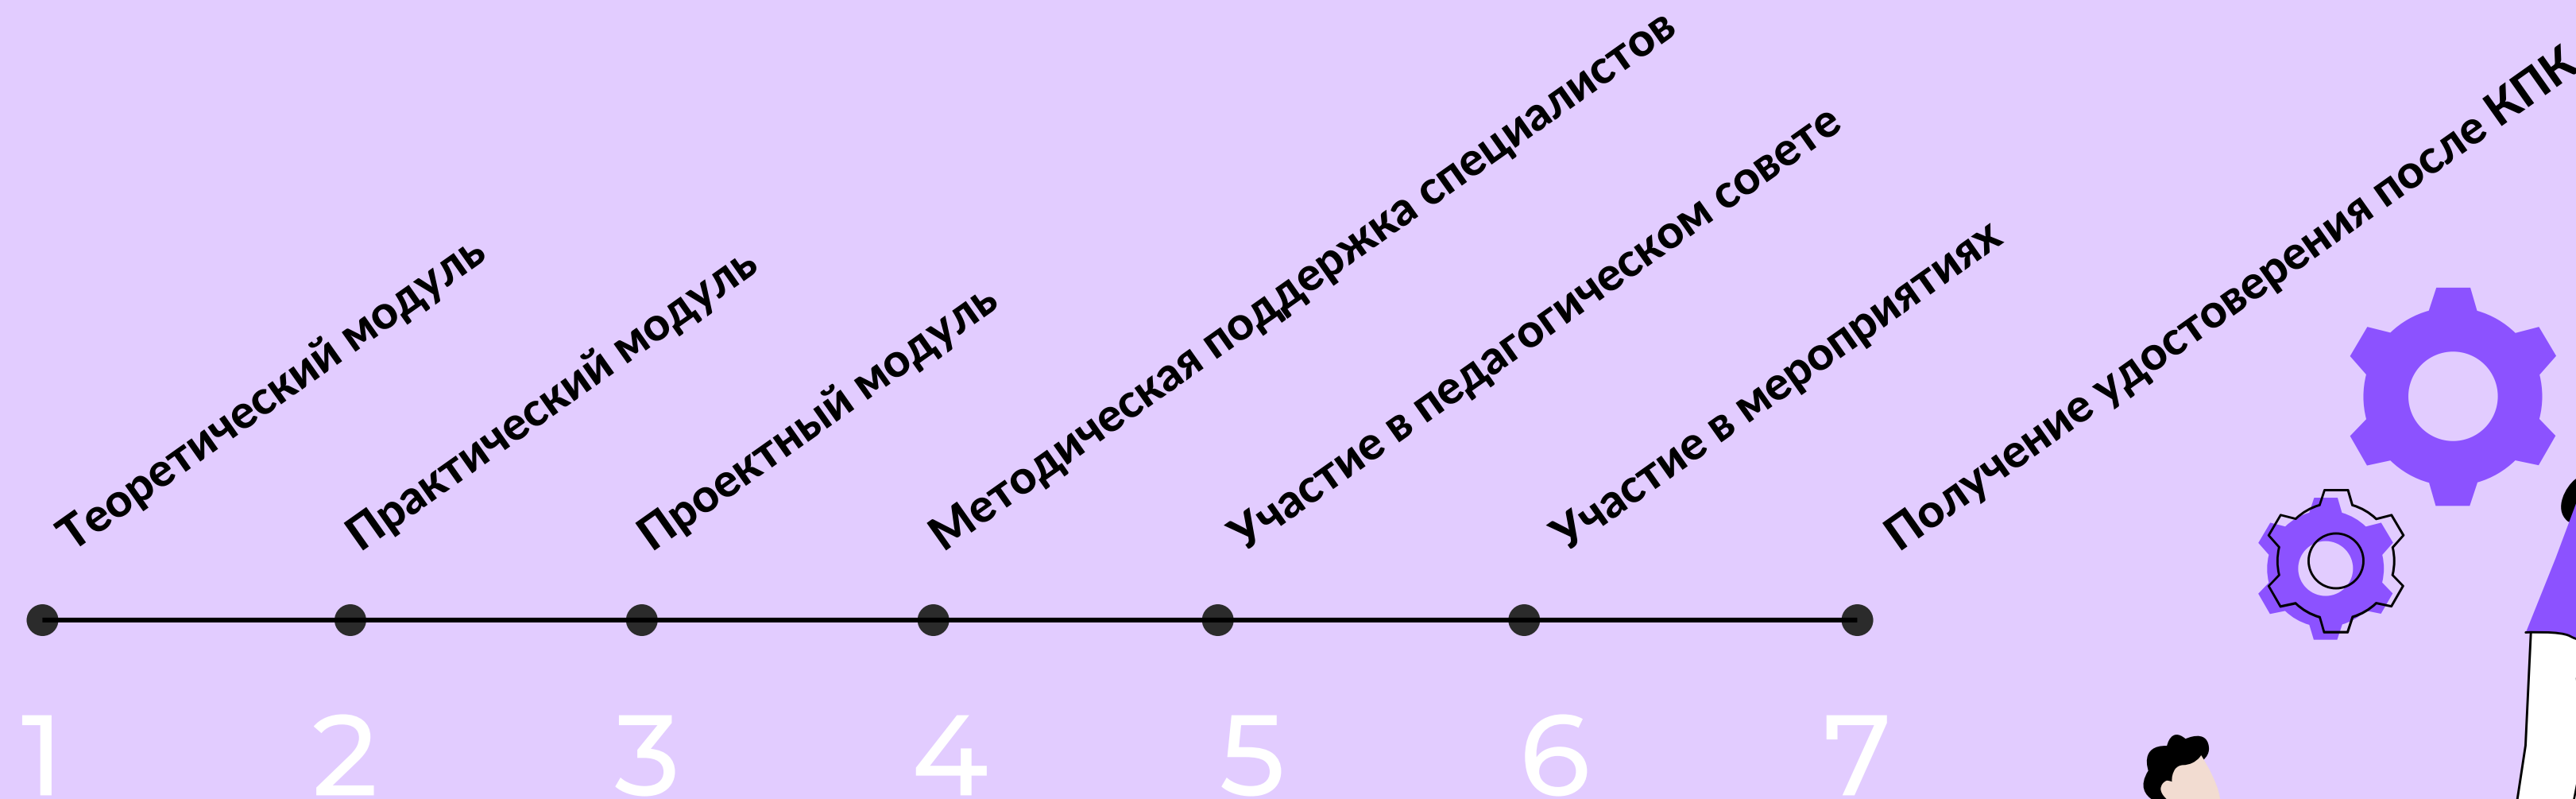 Теоретический модуль
Практический модуль
Проектный модуль
Методическая поддержка специалистов
Участие в педагогическом совете
Участие в мероприятиях
Получение удостоверения после КПК
1
2
3
4
5
6
7